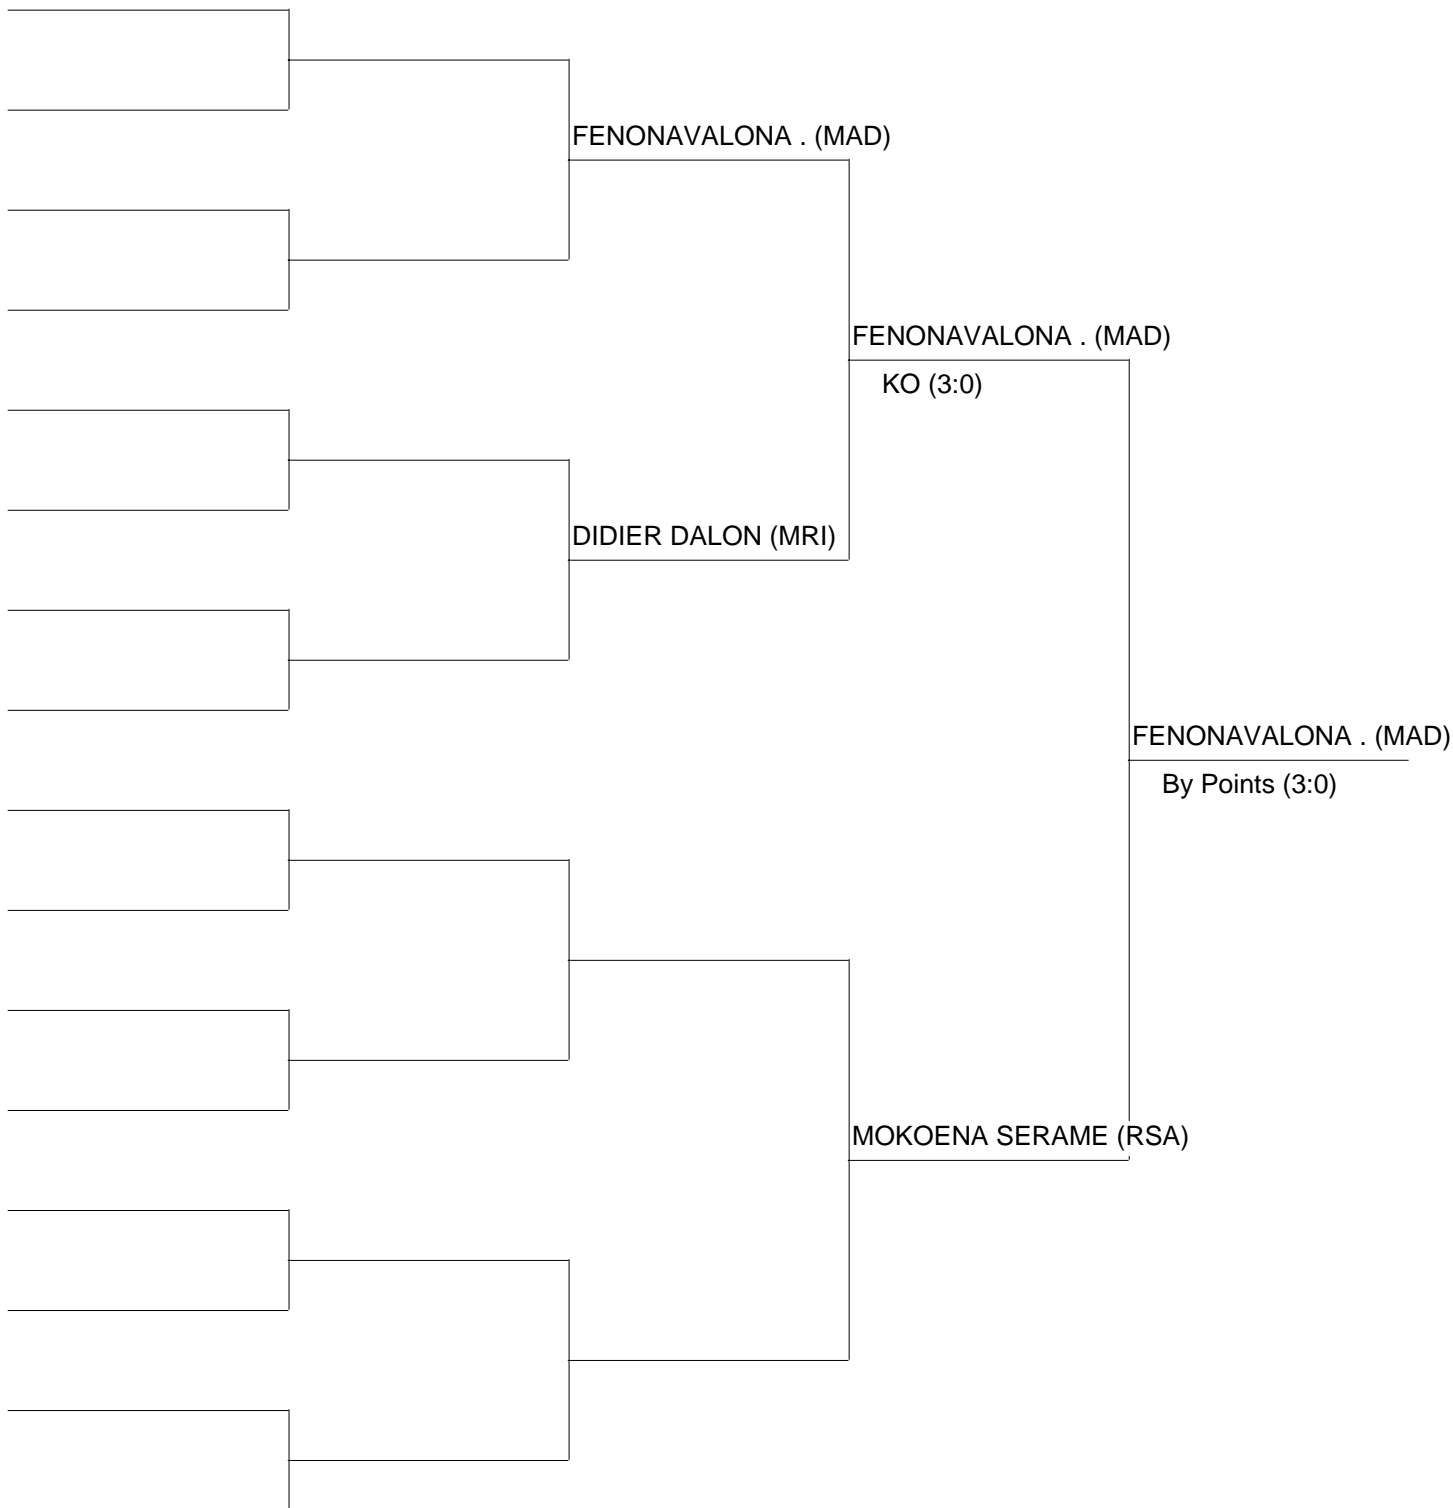 FENONAVALONA . (MAD)
FENONAVALONA . (MAD)
KO (3:0)
DIDIER DALON (MRI)
FENONAVALONA . (MAD)
By Points (3:0)
MOKOENA SERAME (RSA)